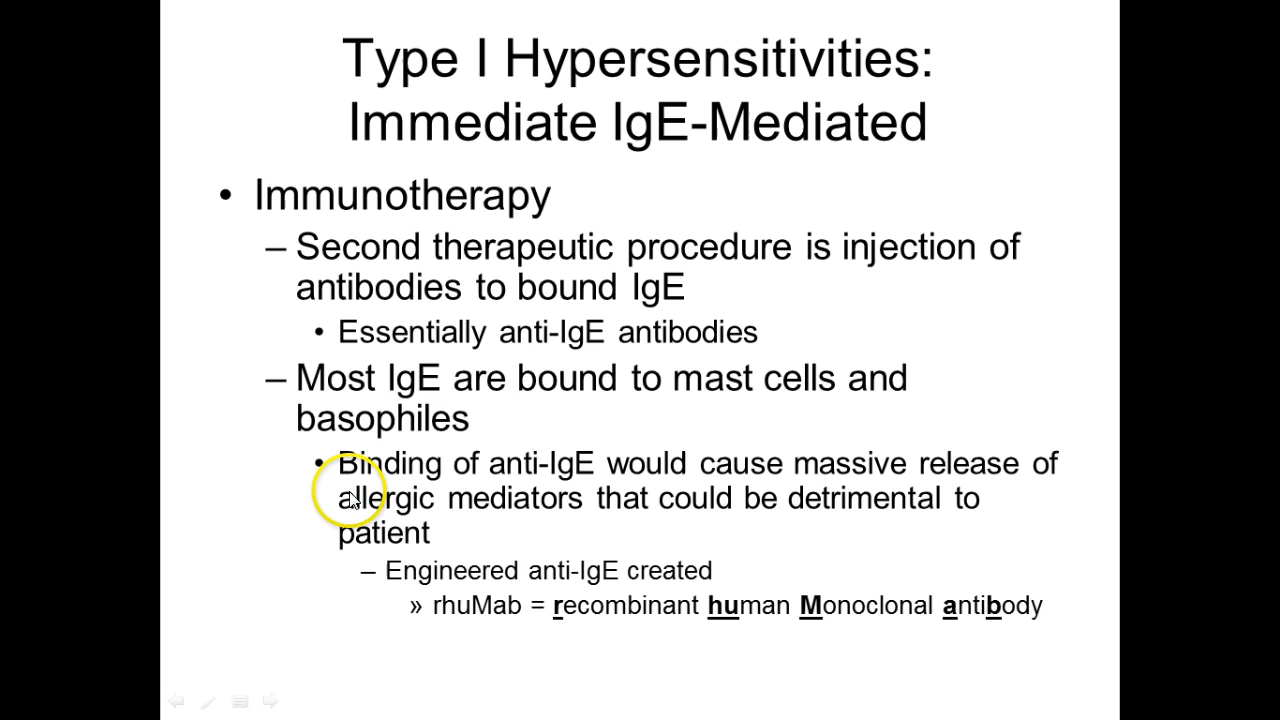 Type I Hypersensitivities:
Immediate IgE-Mediated
• Immunotherapy
– Second therapeutic procedure is injection of
antibodies to bound IgE
• Essentially anti-IgE antibodies
– Most IgE are bound to mast cells and
basophiles
• Binding of anti-IgE would cause massive release of
allergic mediators that could be detrimental to
patient
– Engineered anti-IgE created
» rhuMab = recombinant human Monoclonal antibody